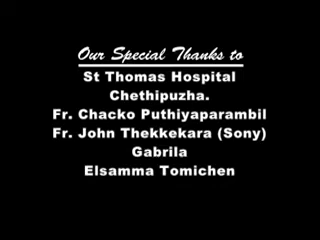 Our Special Thanks to
St Thomas Hospital
Chethipuzha.
Fr. Chacko Puthiyaparambil
Fr. John Thekkekara (Sony)
Gabrila
Elsamma Tomichen